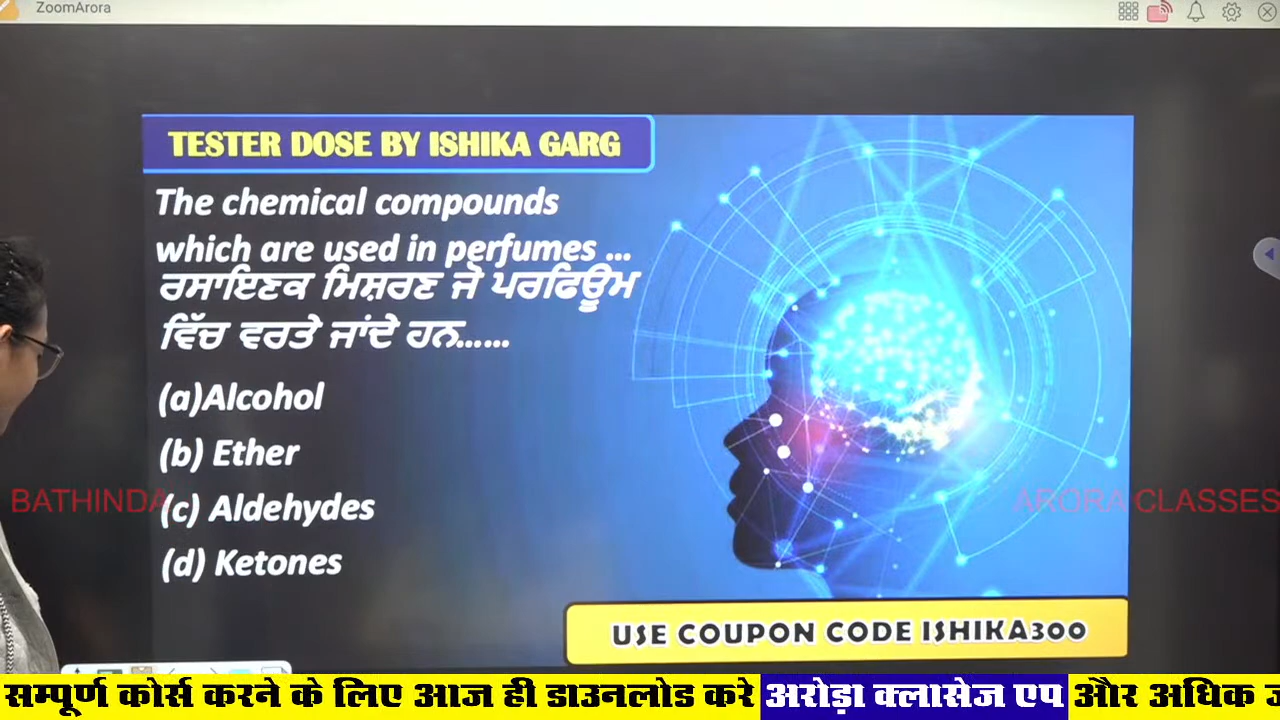 ZoomArora
TESTER DOSE BY ISHIKA GARG
The chemical compounds
which are used in perfumes ...
ਰਸਾਇਣਕ ਮਿਸ਼ਰਣ ਜੋ ਪਰਫਿਊਮ
ਵਿੱਚ ਵਰਤੇ ਜਾਂਦੇ ਹਨ......
(a)Alcohol
(b) Ether
(c) Aldehydes
(d) Ketones
BATHINDA
ARORA CLASSES
USE COUPON CODE ISHIKA300
सम्पूर्ण कोर्स करने के लिए आज ही डाउनलोड करे अरोड़ा क्लासेज एप और अधिक